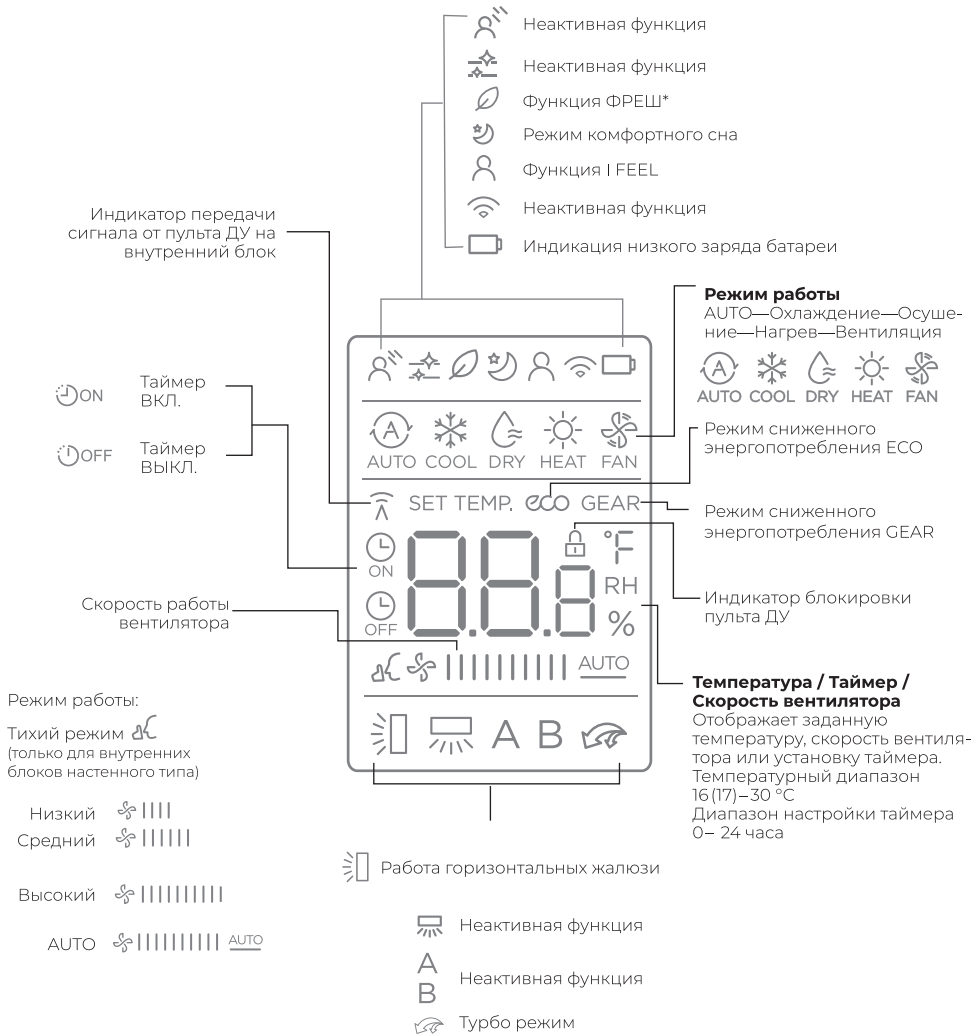 Неактивная функция
Неактивная функция
Функция ФРЕШ*
Режим комфортного сна
Функция I FEEL
Неактивная функция
Индикация низкого заряда батареи
Индикатор передачи
сигнала от пульта ДУ на
внутренний блок
Режим работы
AUTO—Охлаждение—Осуше-
ние—Нагрев—Вентиляция
A
AUTO COOL DRY HEAT FAN
ON
Таймер
ВКЛ.
OFF
Таймер
ВЫКЛ.
A
AUTO COOL DRY HEAT FAN
Режим сниженного
энергопотребления ECO
SET TEMP. eco GEAR
Режим сниженного
энергопотребления GEAR
ON
OFF
88.8
°F
RH
%
AUTO
Индикатор блокировки
пульта ДУ
Скорость работы
вентилятора
Температура / Таймер /
Скорость вентилятора
Отображает заданную
температуру, скорость вентиля-
тора или установку таймера.
Температурный диапазон
16 (17)–30 °C
Диапазон настройки таймера
0– 24 часа
A B
Режим работы:
Тихий режим
(только для внутренних
блоков настенного типа)
Низкий
Средний
Высокий
AUTO AUTO
Работа горизонтальных жалюзи
Неактивная функция
A
B
Неактивная функция
Турбо режим